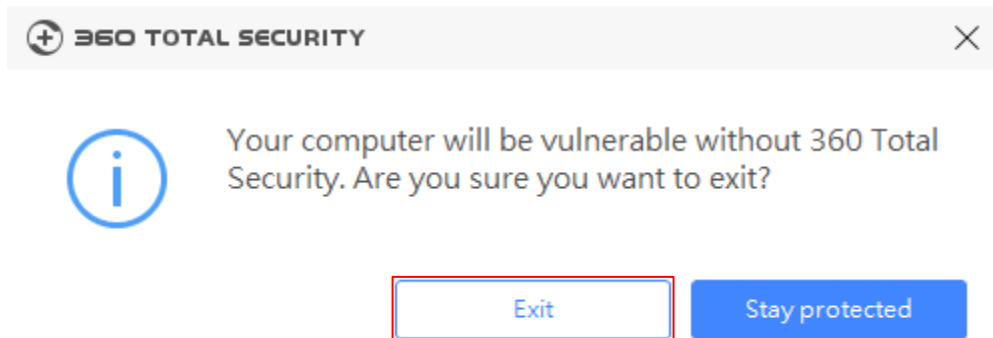 360 TOTAL SECURITY
Your computer will be vulnerable without 360 Total
Security. Are you sure you want to exit?
Exit
Stay protected